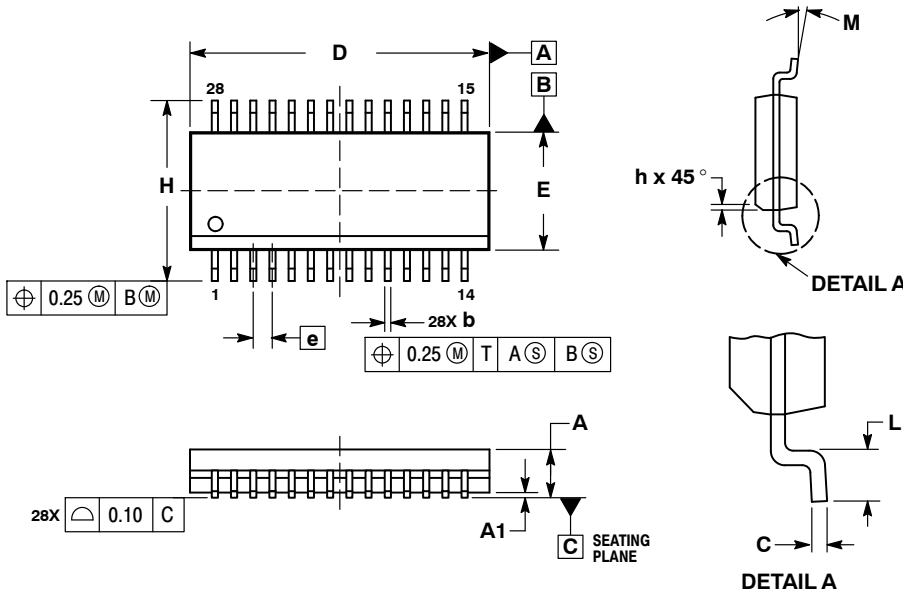 D
A
B
M
28
15
H
E
h x 45°
1
14
⌖ 0.25 Ⓜ B Ⓜ
e
28X b
⌖ 0.25 Ⓜ T A Ⓢ B Ⓢ
DETAIL A
A
L
28X ⌓ 0.10 C
A1
C SEATING
PLANE
C
DETAIL A